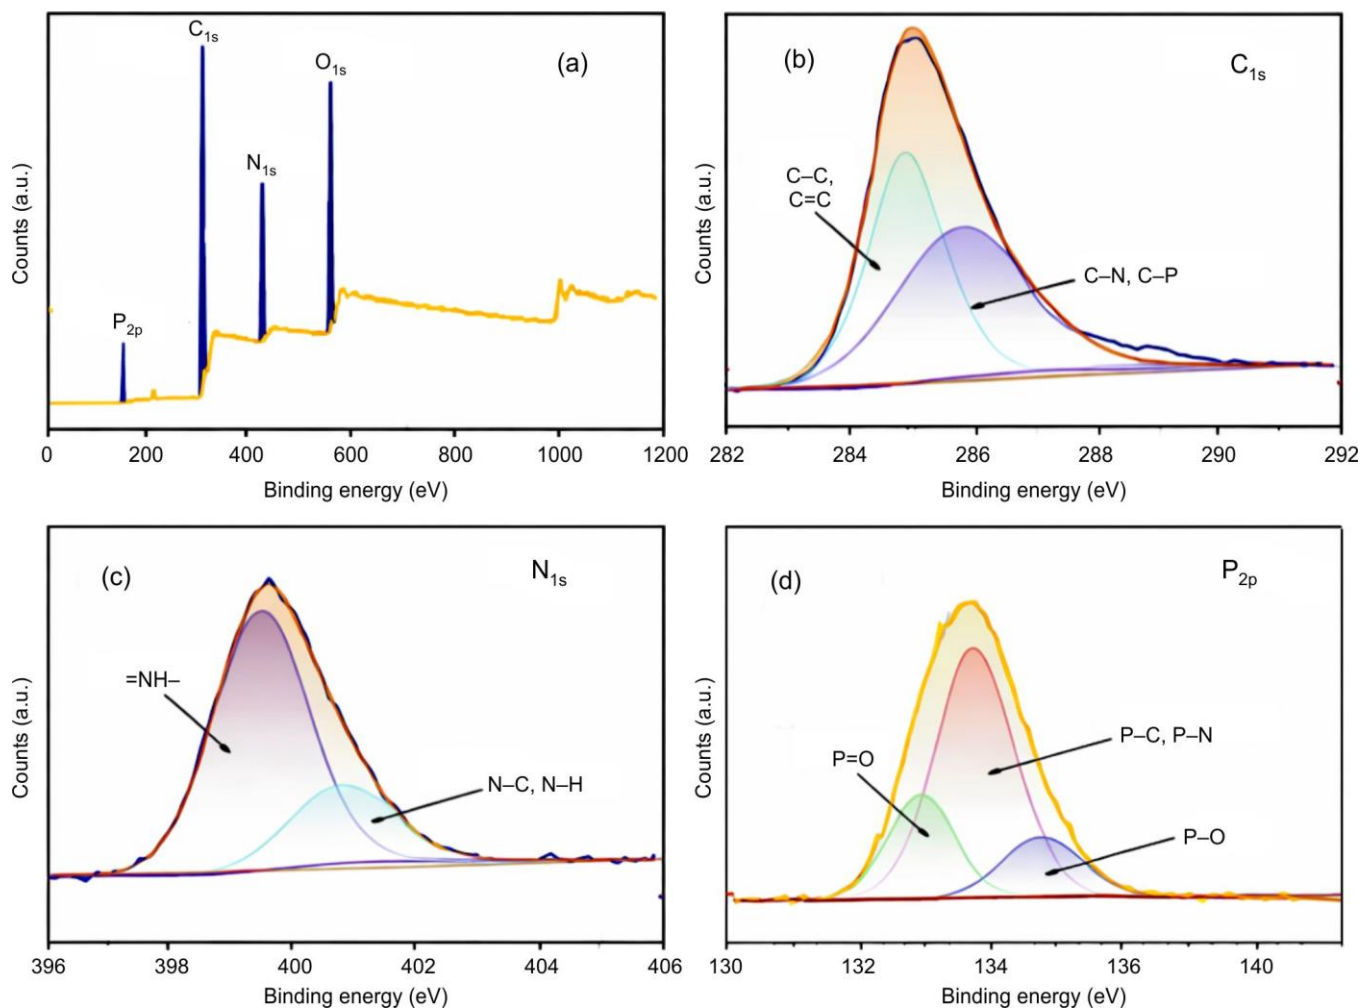 (a)
C1s
O1s
N1s
P2p
Counts (a.u.)
0 200 400 600 800 1000 1200
Binding energy (eV)
(b)
C1s
C–C,
C=C
C–N, C–P
Counts (a.u.)
282 284 286 288 290 292
Binding energy (eV)
(c)
N1s
=NH–
N–C, N–H
Counts (a.u.)
396 398 400 402 404 406
Binding energy (eV)
(d)
P2p
P=O
P–C, P–N
P–O
Counts (a.u.)
130 132 134 136 140
Binding energy (eV)